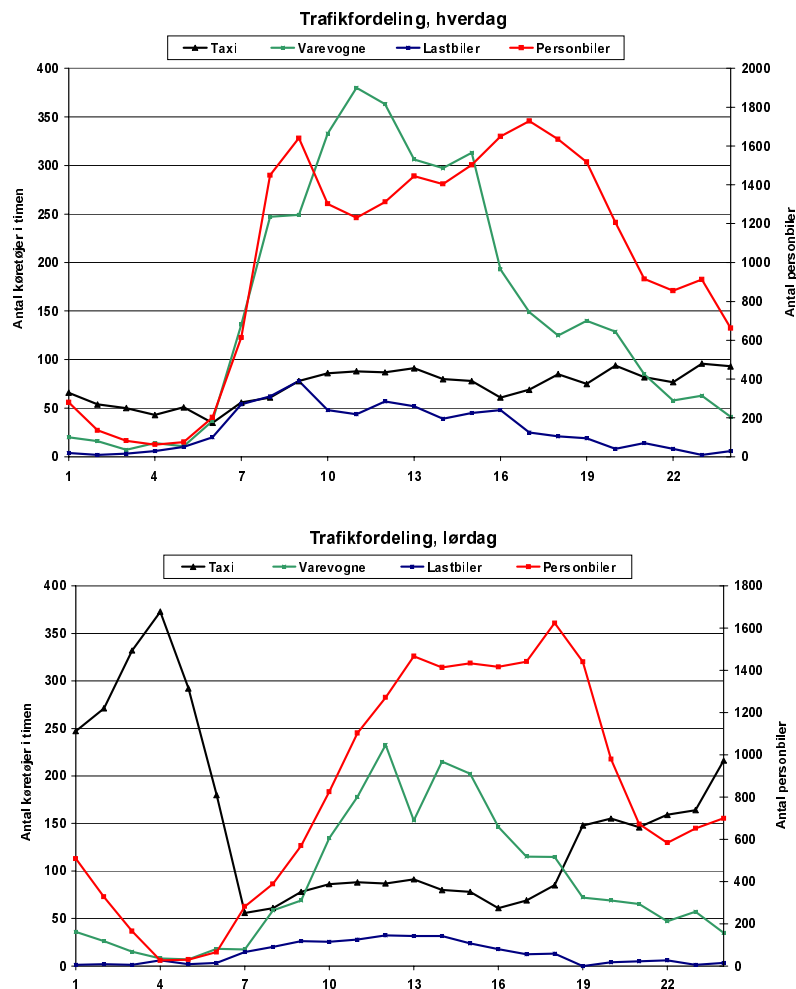 Trafikfordeling, hverdag
Taxi Varevogne Lastbiler Personbiler
400 2000
350 1800
300 1600
250 1400
200 1200
150 1000
100 800
50 600
0 400
200
0
Antal køretøjer i timen
Antal personbiler
1 4 7 10 13 16 19 22
Trafikfordeling, lørdag
Taxi Varevogne Lastbiler Personbiler
400 1800
350 1600
300 1400
250 1200
200 1000
150 800
100 600
50 400
0 200
0
Antal køretøjer i timen
Antal personbiler
1 4 7 10 13 16 19 22